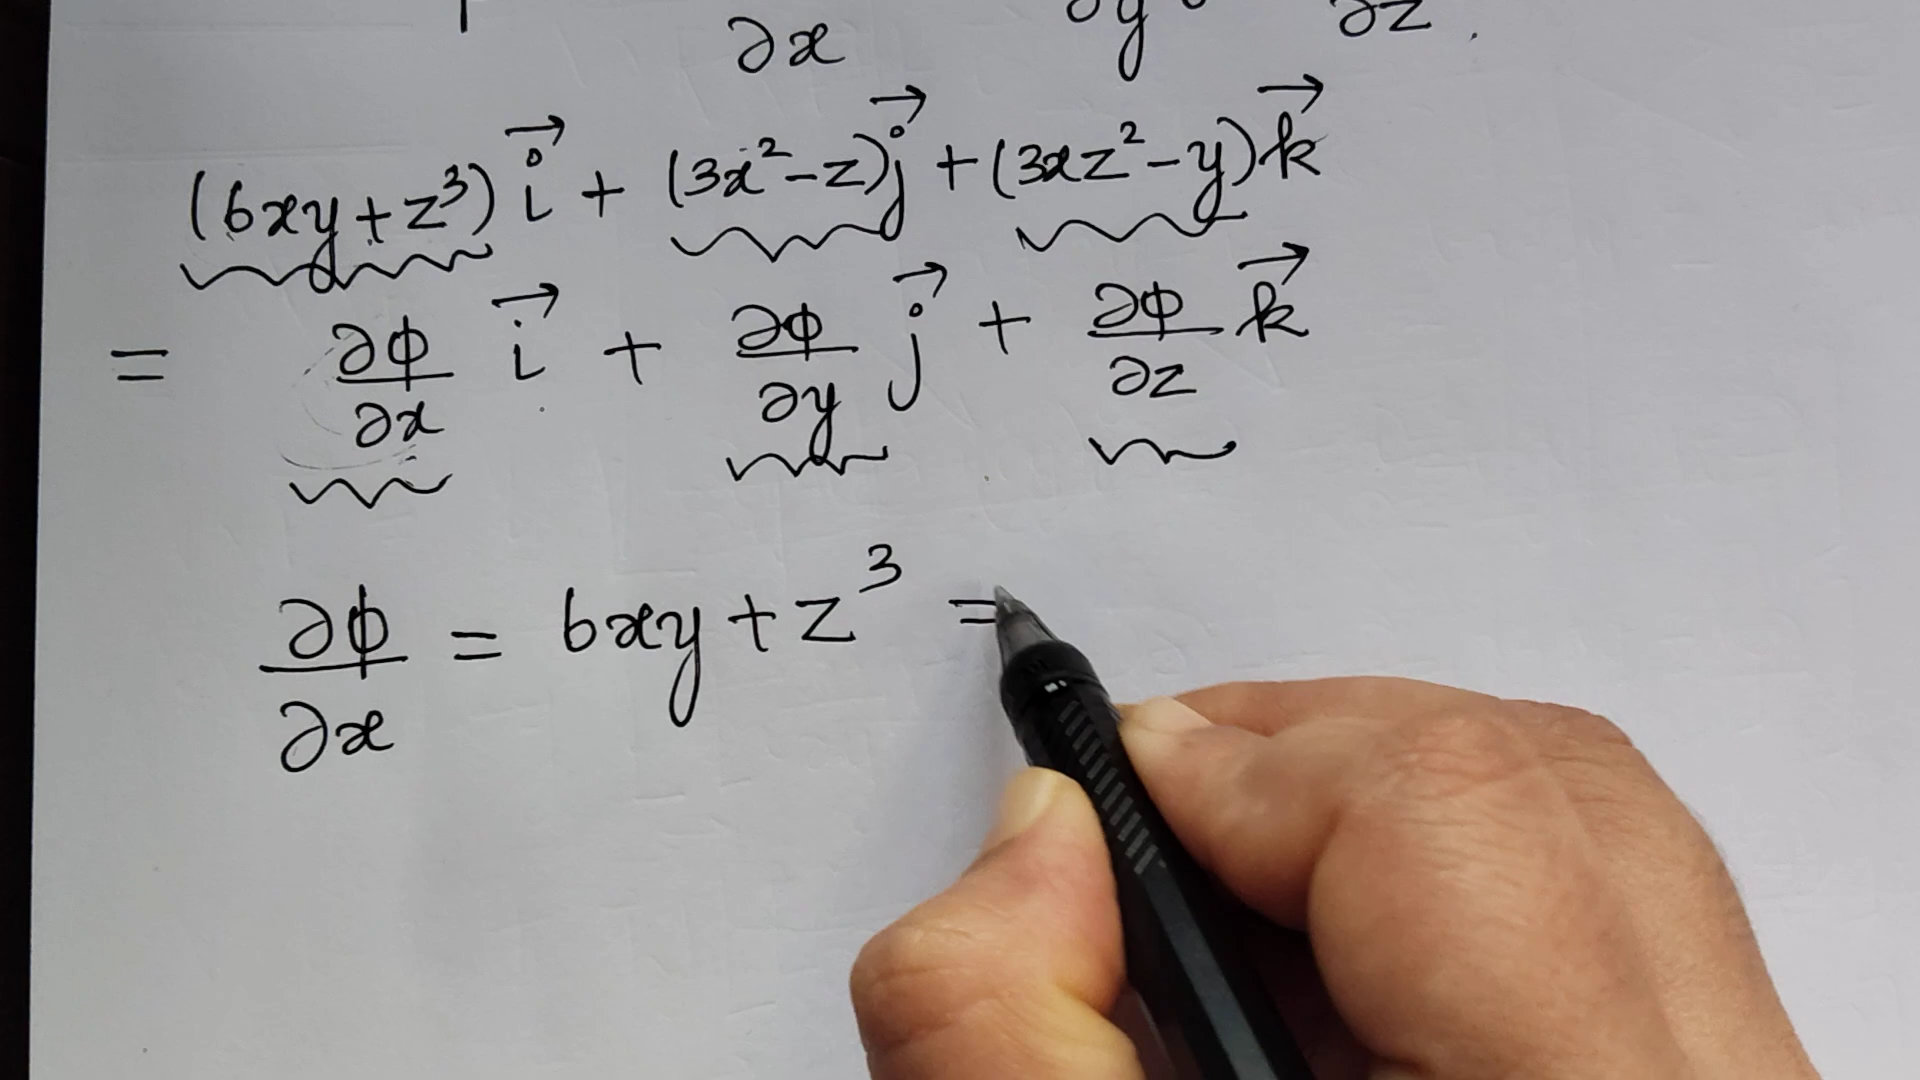 ∂x ∂y ∂z.
(6xy+z³) i⃗ + (3x²-z) j⃗ + (3xz²-y) k⃗
= ∂φ/∂x i⃗ + ∂φ/∂y j⃗ + ∂φ/∂z k⃗
∂φ/∂x = 6xy + z³ =